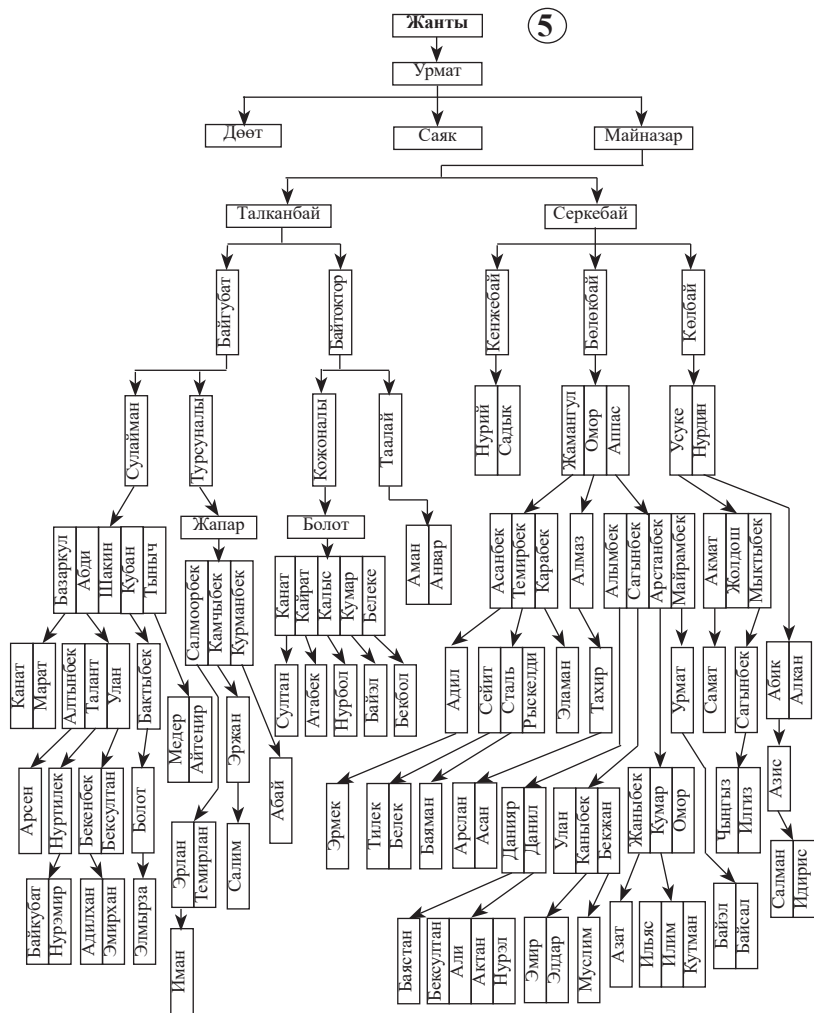 Жанты
5
Урмат
Дөөт
Саяк
Майназар
Талканбай
Серкебай
Байгубат
Байтоктор
Кенжебай
Бөлөкбай
Көлбай
Сулайман
Турсуналы
Кожоналы
Таалай
Нурий
Садык
Жамангул
Омор
Аппас
Усуке
Нурдин
Жапар
Болот
Базаркул
Абди
Шакин
Кубан
Тыныч
Салмоорбек
Камчыбек
Курманбек
Канат
Кайрат
Калыс
Кумар
Белеке
Аман
Анвар
Асанбек
Темирбек
Карабек
Алмаз
Алымбек
Сагынбек
Арстанбек
Майрамбек
Акмат
Жолдош
Мыктыбек
Канат
Марат
Алтынбек
Талант
Улан
Бактыбек
Медер
Айтенир
Эржан
Абай
Султан
Атабек
Нурбол
Байэл
Бекбол
Адил
Сейит
Сталь
Рыскелди
Эламан
Тахир
Урмат
Самат
Сагынбек
Абик
Алкан
Арсен
Нуртилек
Бекенбек
Бексултан
Болот
Эрлан
Темирлан
Салим
Эрмек
Тилек
Белек
Баяман
Арслан
Асан
Данияр
Данил
Улан
Каныбек
Бекжан
Жаныбек
Кумар
Омор
Чынгыз
Илгиз
Азис
Салман
Идирис
Байкубат
Нурэмир
Адилхан
Эмирхан
Элмырза
Иман
Баястан
Бексултан
Али
Актан
Нурэл
Эмир
Элдар
Муслим
Азат
Ильяс
Илим
Кутман
Байэл
Байсал